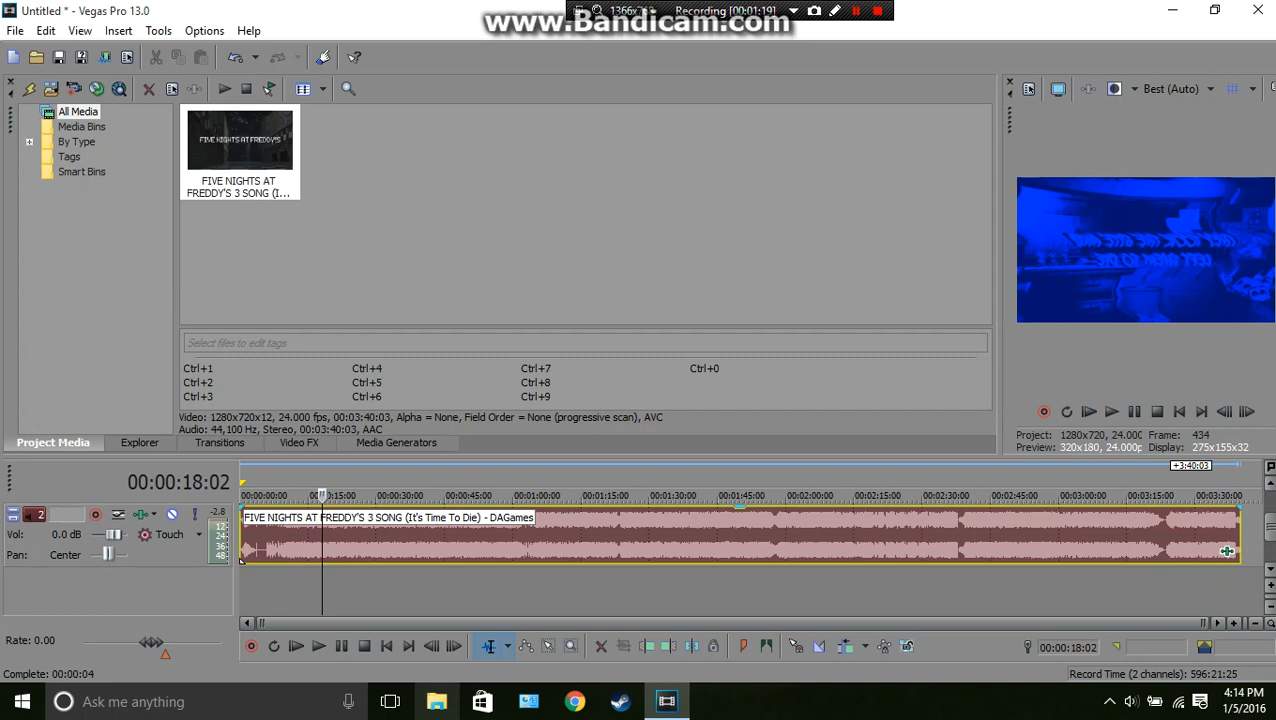 Untitled * - Vegas Pro 13.0
www.Bandicam.com
Recording [00:01:19]
File Edit View Insert Tools Options Help
All Media
Media Bins
By Type
Tags
Smart Bins
FIVE NIGHTS AT FREDDY'S
FIVE NIGHTS AT
FREDDY'S 3 SONG (I...
Best (Auto)
Select files to edit tags
Ctrl+1 Ctrl+4 Ctrl+7 Ctrl+0
Ctrl+2 Ctrl+5 Ctrl+8
Ctrl+3 Ctrl+6 Ctrl+9
Video: 1280x720x12, 24.000 fps, 00:03:40:03, Alpha = None, Field Order = None (progressive scan), AVC
Audio: 44,100 Hz, Stereo, 00:03:40:03, AAC
Project Media Explorer Transitions Video FX Media Generators
Project: 1280x720, 24.000 Frame: 434
Preview: 320x180, 24.000p Display: 275x155x32
+3:40:03
00:00:18:02
00:00:00:00 00:00:15:00 00:00:30:00 00:00:45:00 00:01:00:00 00:01:15:00 00:01:30:00 00:01:45:00 00:02:00:00 00:02:15:00 00:02:30:00 00:02:45:00 00:03:00:00 00:03:15:00 00:03:30:00
2
-2.8
12
24
36
48
FIVE NIGHTS AT FREDDY'S 3 SONG (It's Time To Die) - DAGames
Vol: 0.0 dB Touch
Pan: Center
Rate: 0.00
00:00:18:02
Complete: 00:00:04
Record Time (2 channels): 596:21:25
Ask me anything
4:14 PM
1/5/2016